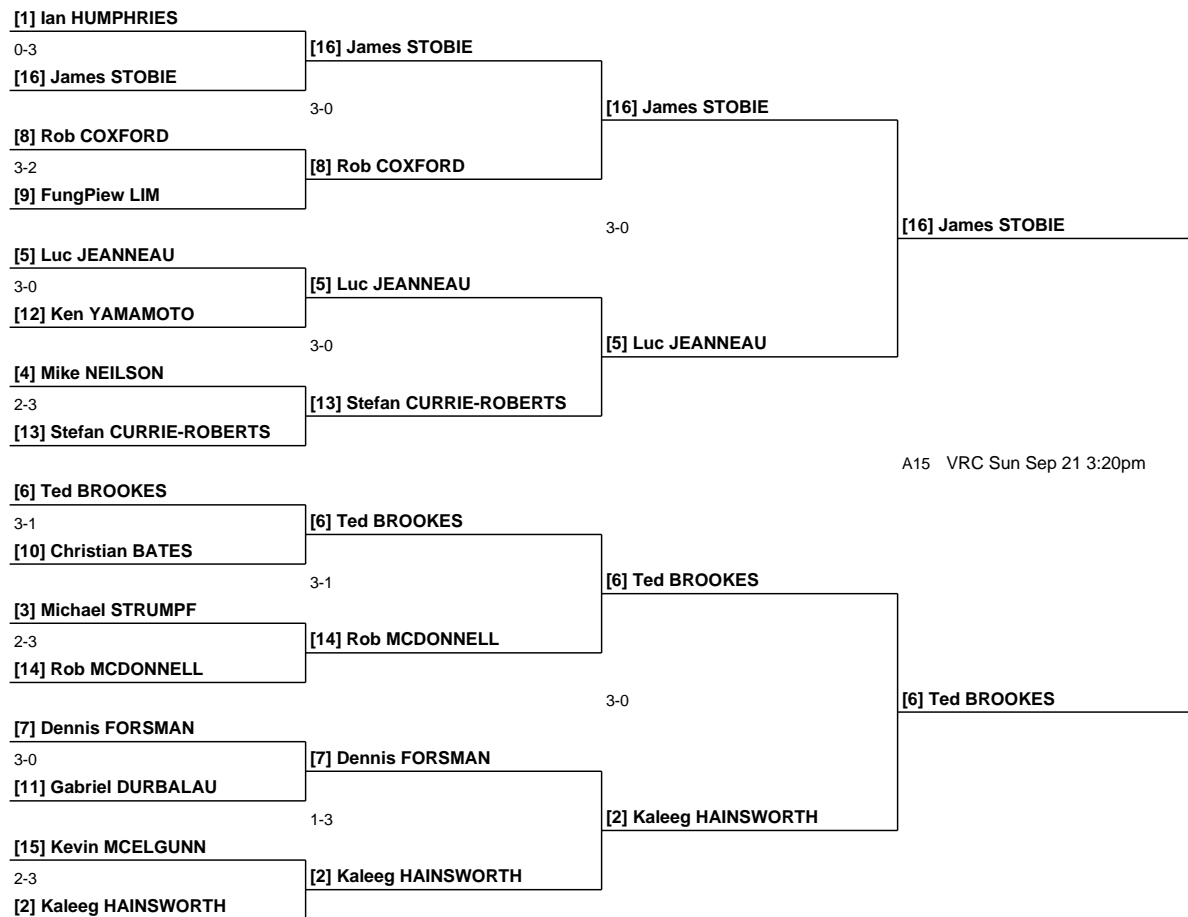 [1] Ian HUMPHRIES
0-3
[16] James STOBIE
[16] James STOBIE
3-0
[16] James STOBIE
[8] Rob COXFORD
3-2
[8] Rob COXFORD
[9] FungPiew LIM
3-0
[16] James STOBIE
[5] Luc JEANNEAU
3-0
[5] Luc JEANNEAU
[12] Ken YAMAMOTO
3-0
[5] Luc JEANNEAU
[4] Mike NEILSON
2-3
[13] Stefan CURRIE-ROBERTS
[13] Stefan CURRIE-ROBERTS
A15 VRC Sun Sep 21 3:20pm
[6] Ted BROOKES
3-1
[6] Ted BROOKES
[10] Christian BATES
3-1
[6] Ted BROOKES
[3] Michael STRUMPF
2-3
[14] Rob MCDONNELL
[14] Rob MCDONNELL
3-0
[6] Ted BROOKES
[7] Dennis FORSMAN
3-0
[7] Dennis FORSMAN
[11] Gabriel DURBALAU
1-3
[2] Kaleeg HAINSWORTH
[15] Kevin MCELGUNN
2-3
[2] Kaleeg HAINSWORTH
[2] Kaleeg HAINSWORTH